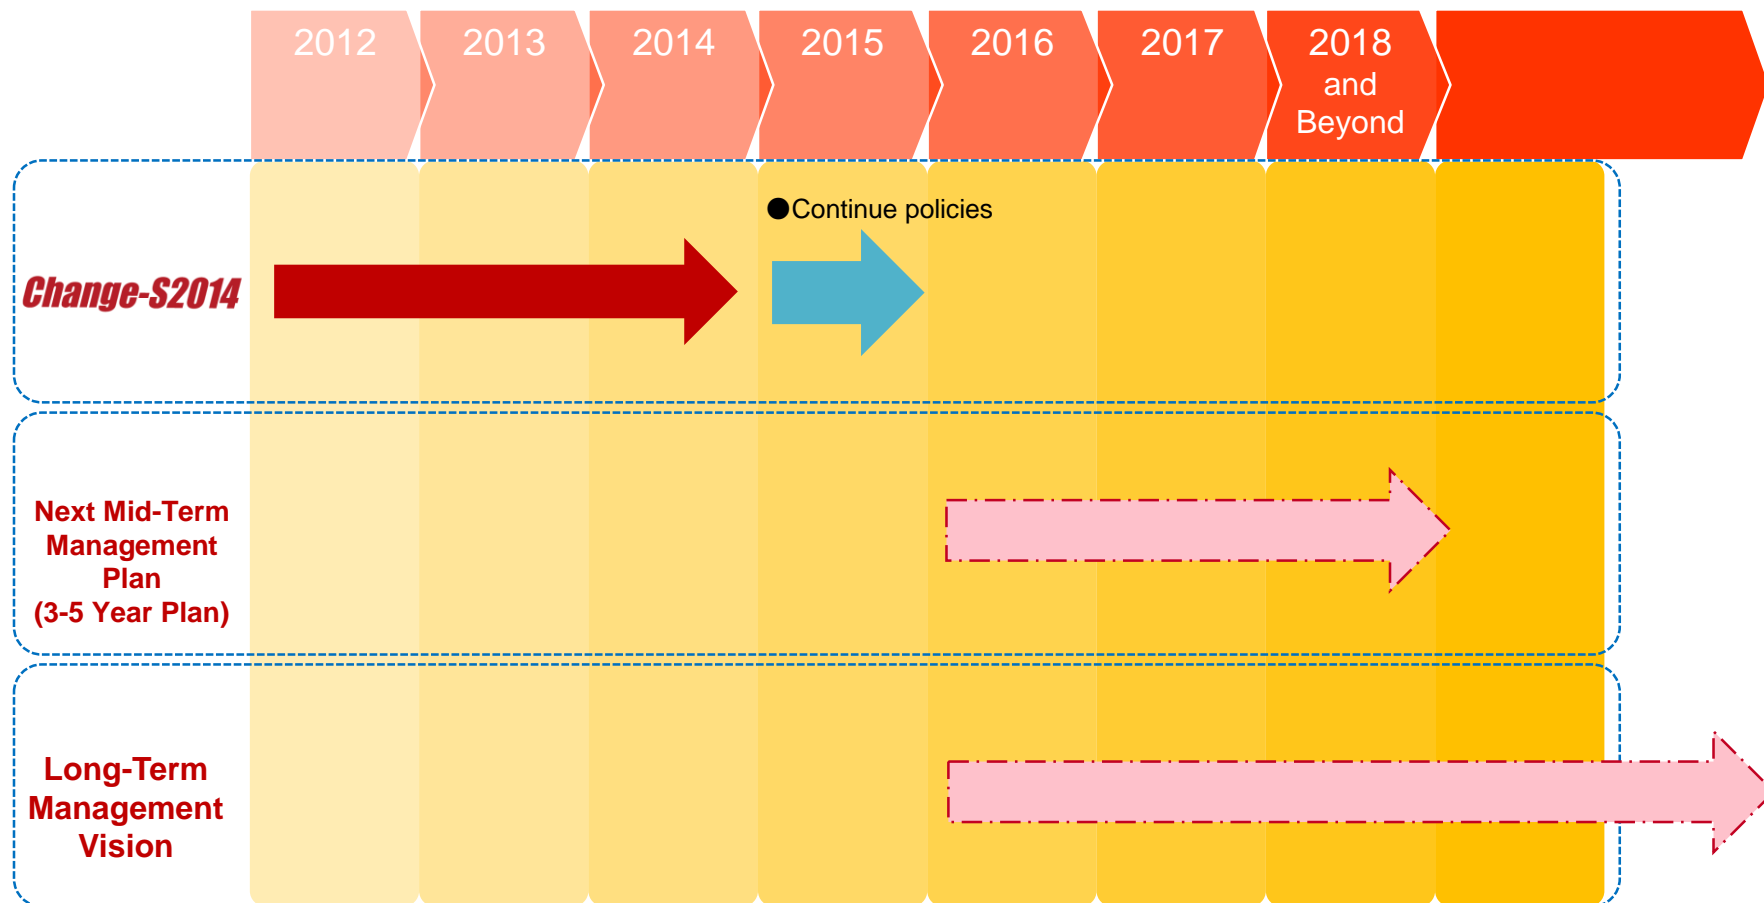 2012
2013
2014
2015
2016
2017
2018
and
Beyond
●Continue policies
Change-S2014
Next Mid-Term
Management
Plan
(3-5 Year Plan)
Long-Term
Management
Vision